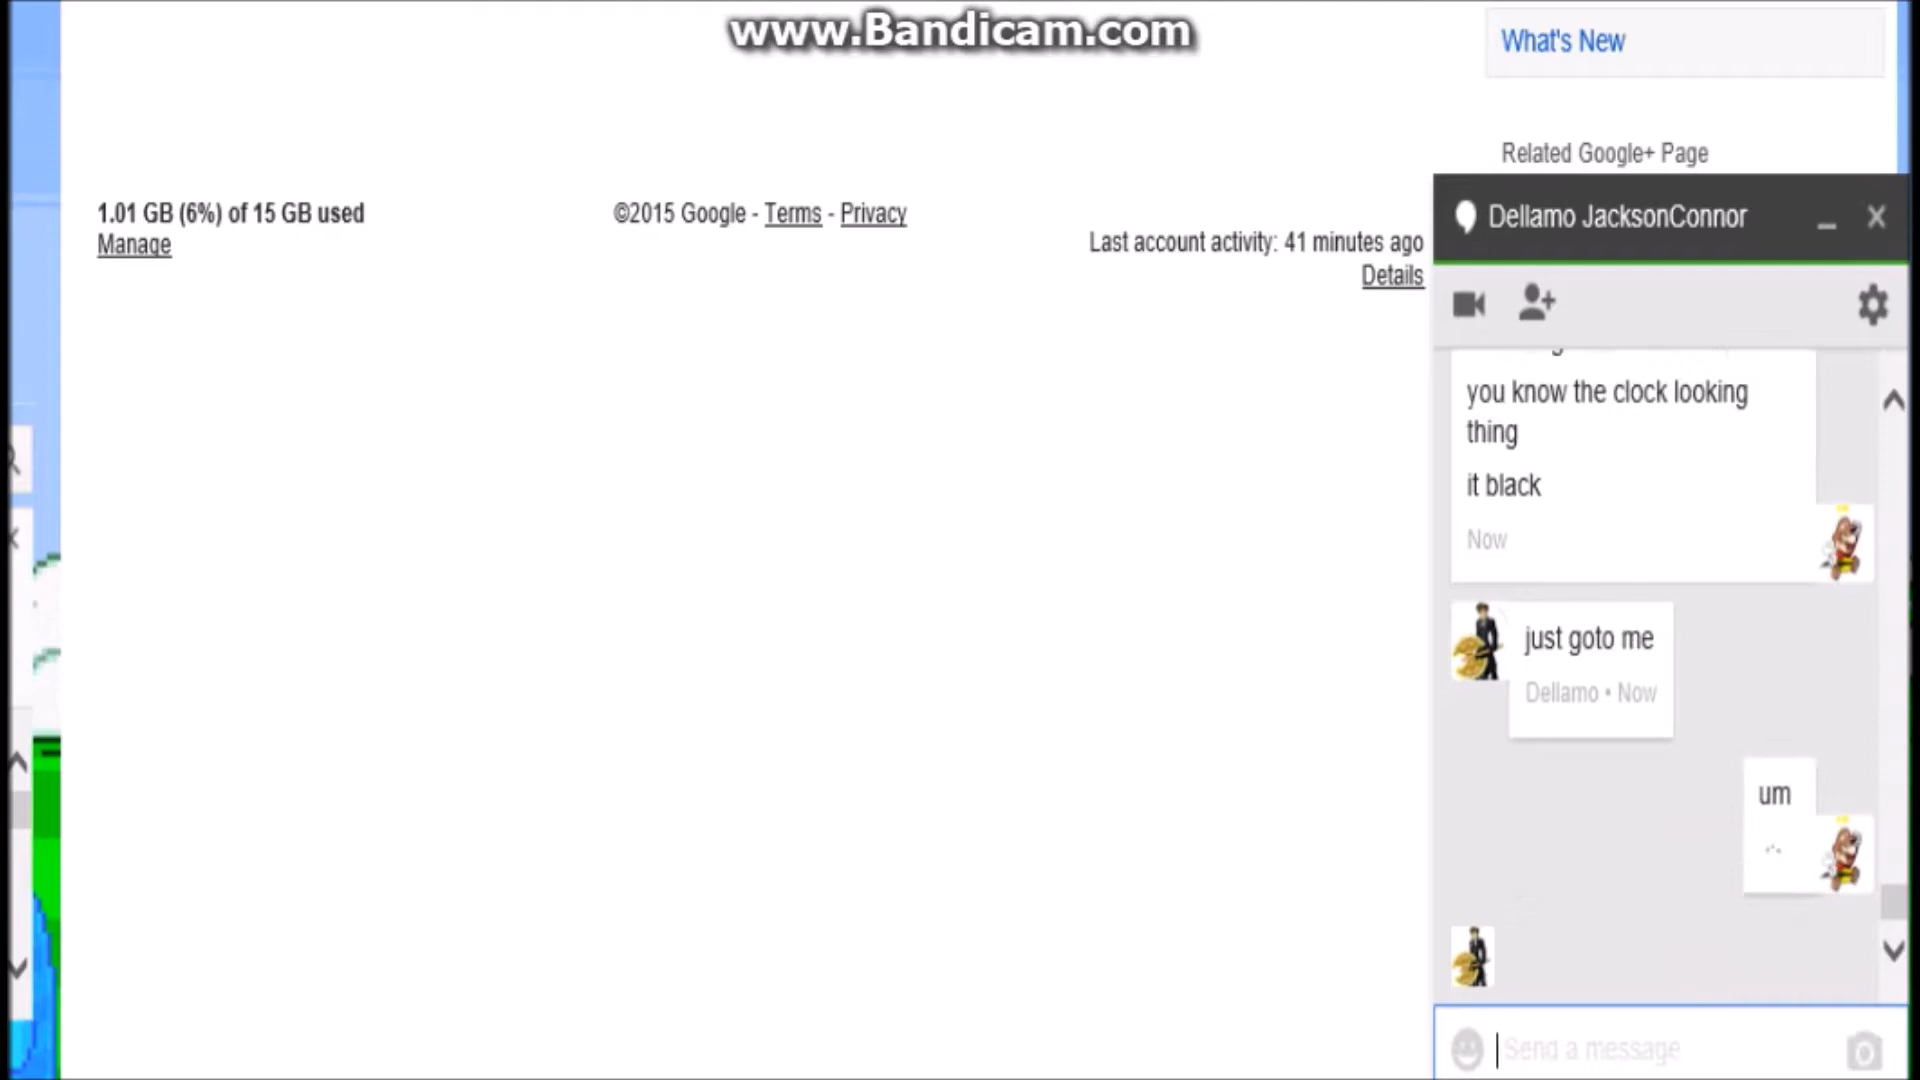 www.Bandicam.com
What's New
Related Google+ Page
1.01 GB (6%) of 15 GB used
Manage
©2015 Google - Terms - Privacy
Last account activity: 41 minutes ago
Details
Dellamo JacksonConnor
you know the clock looking
thing
it black
Now
just goto me
Dellamo • Now
um
Send a message